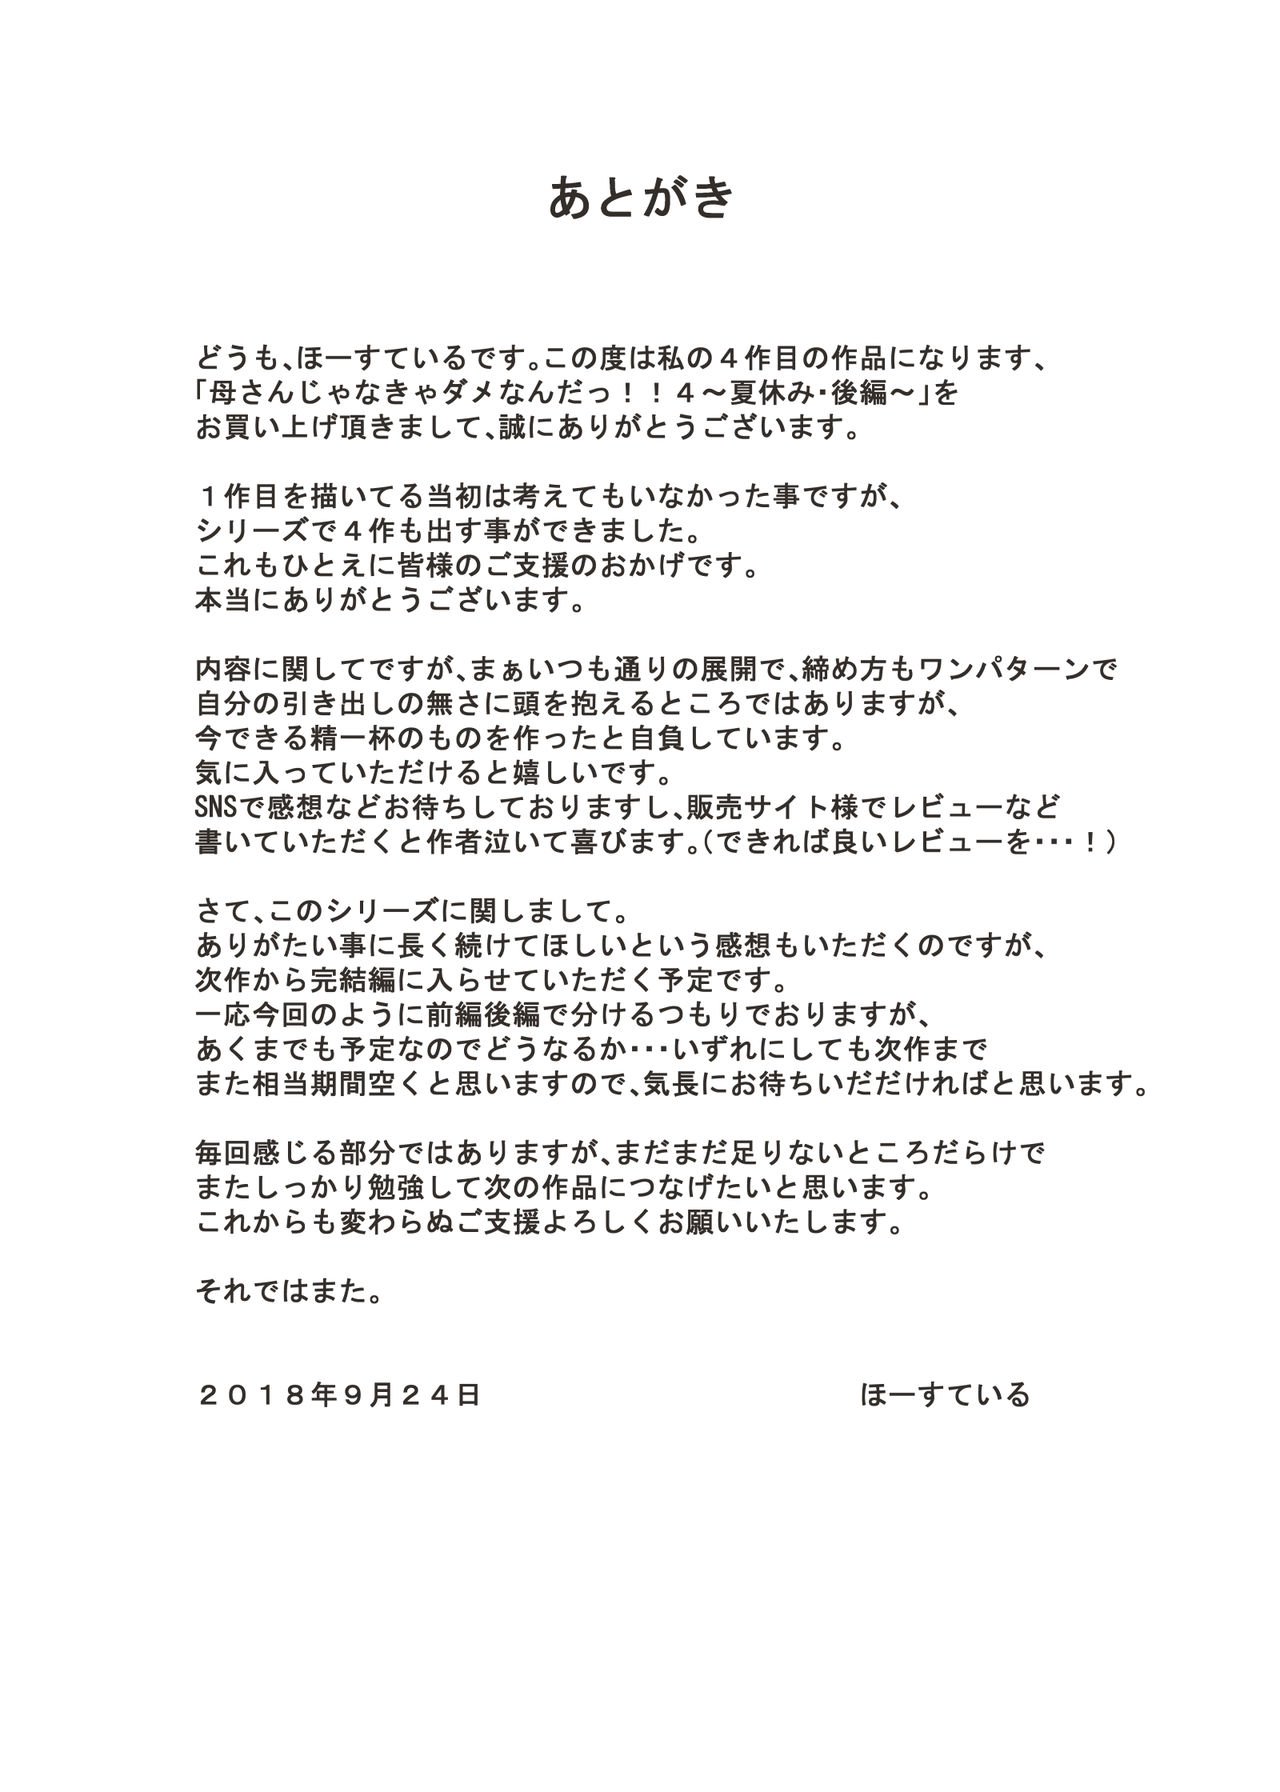 あとがき
どうも、ほーすているです。この度は私の４作目の作品になります、
「母さんじゃなきゃダメなんだっ！！４～夏休み・後編～」を
お買い上げ頂きまして、誠にありがとうございます。
１作目を描いてる当初は考えてもいなかった事ですが、
シリーズで４作も出す事ができました。
これもひとえに皆様のご支援のおかげです。
本当にありがとうございます。
内容に関してですが、まぁいつも通りの展開で、締め方もワンパターンで
自分の引き出しの無さに頭を抱えるところではありますが、
今できる精一杯のものを作ったと自負しています。
気に入っていただけると嬉しいです。
SNSで感想などお待ちしておりますし、販売サイト様でレビューなど
書いていただくと作者泣いて喜びます。（できれば良いレビューを・・・！）
さて、このシリーズに関しまして。
ありがたい事に長く続けてほしいという感想もいただくのですが、
次作から完結編に入らせていただく予定です。
一応今回のように前編後編で分けるつもりでおりますが、
あくまでも予定なのでどうなるか・・・いずれにしても次作まで
また相当期間空くと思いますので、気長にお待ちいだだければと思います。
毎回感じる部分ではありますが、まだまだ足りないところだらけで
またしっかり勉強して次の作品につなげたいと思います。
これからも変わらぬご支援よろしくお願いいたします。
それではまた。
２０１８年９月２４日 ほーすている